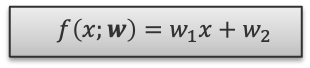 f(x; w) = w₁x + w₂